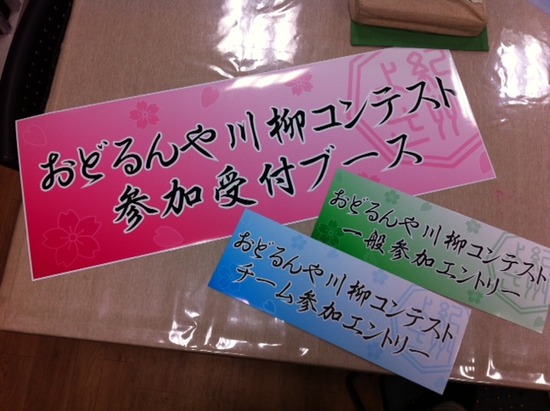 おどるんや川柳コンテスト
参加受付ブース
おどるんや川柳コンテスト
一般参加エントリー
おどるんや川柳コンテスト
チーム参加エントリー